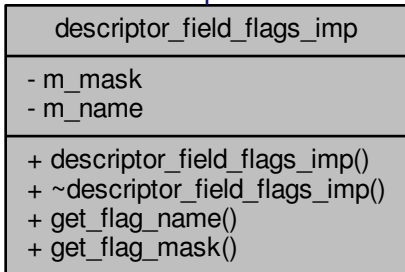 descriptor_field_flags_imp
- m_mask
- m_name
+ descriptor_field_flags_imp()
+ ~descriptor_field_flags_imp()
+ get_flag_name()
+ get_flag_mask()